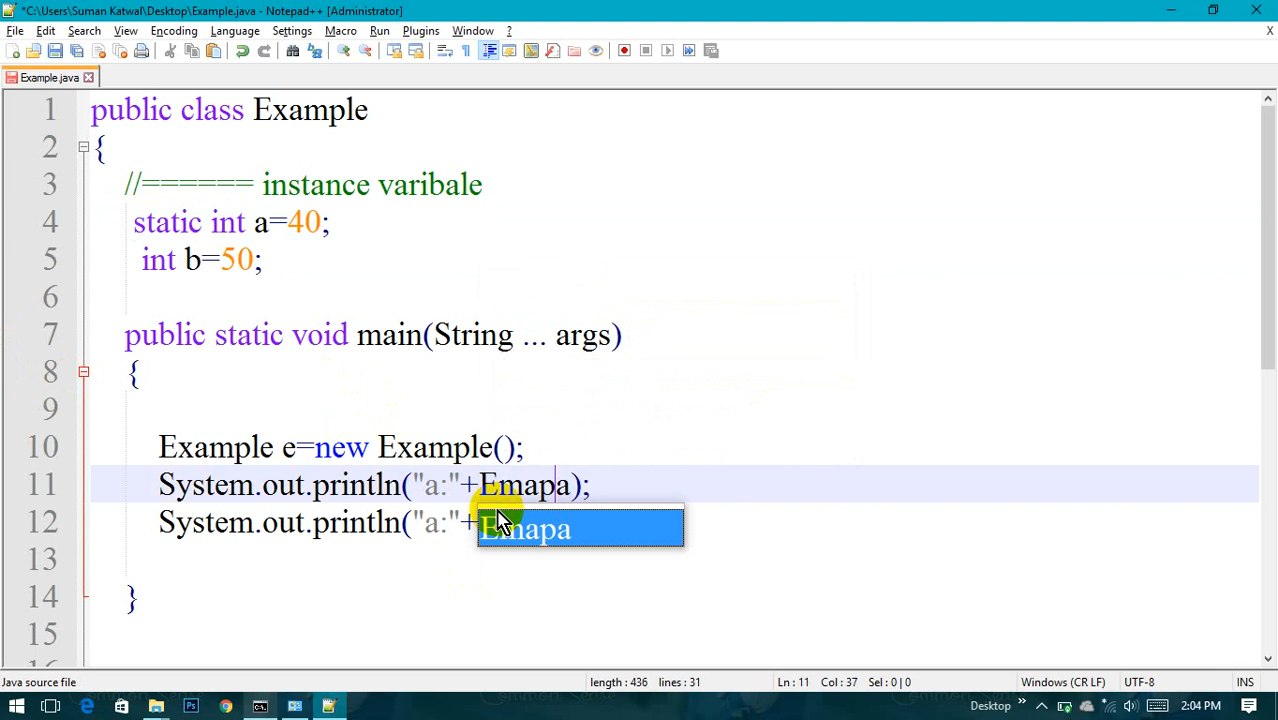 *C:\Users\Suman Katwal\Desktop\Example.java - Notepad++ [Administrator]
File Edit Search View Encoding Language Settings Macro Run Plugins Window ? X
Example.java
1 public class Example
2 {
3 //====== instance varibale
4 static int a=40;
5 int b=50;
6
7 public static void main(String ... args)
8 {
9
10 Example e=new Example();
11 System.out.println("a:"+Emapa);
12 System.out.println("a:"+
Emapa
13
14 }
15
16
Java source file length : 436 lines : 31 Ln : 11 Col : 37 Sel : 0 | 0 Windows (CR LF) UTF-8 INS
Desktop 2:04 PM